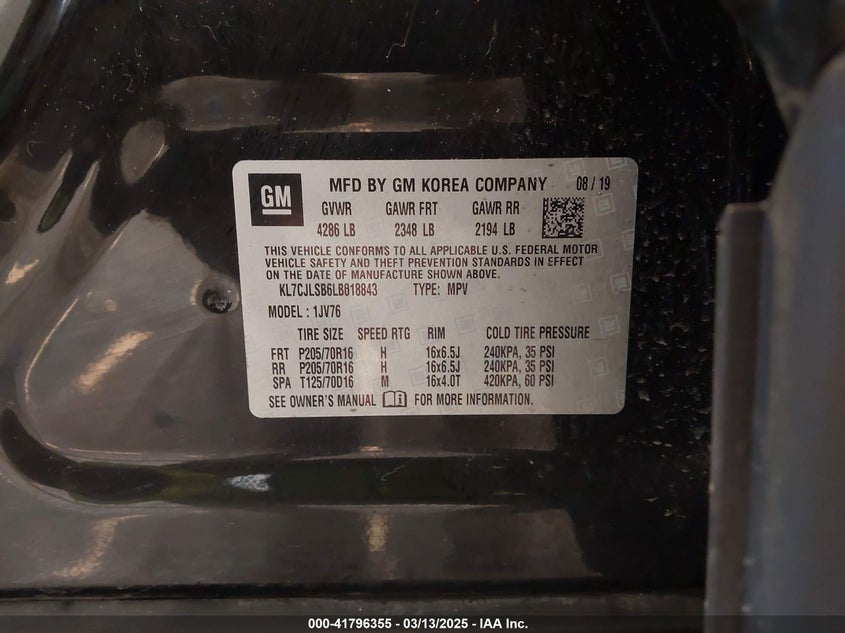 GM
MFD BY GM KOREA COMPANY 08 / 19
GVWR GAWR FRT GAWR RR
4286 LB 2348 LB 2194 LB
THIS VEHICLE CONFORMS TO ALL APPLICABLE U.S. FEDERAL MOTOR
VEHICLE SAFETY AND THEFT PREVENTION STANDARDS IN EFFECT
ON THE DATE OF MANUFACTURE SHOWN ABOVE.
KL7CJLSB6LB018843 TYPE: MPV
MODEL : 1JV76
TIRE SIZE SPEED RTG RIM COLD TIRE PRESSURE
FRT P205/70R16 H 16x6.5J 240KPA, 35 PSI
RR P205/70R16 H 16x6.5J 240KPA, 35 PSI
SPA T125/70D16 M 16x4.0T 420KPA, 60 PSI
SEE OWNER'S MANUAL FOR MORE INFORMATION.
000-41796355 — 03/13/2025 — IAA Inc.